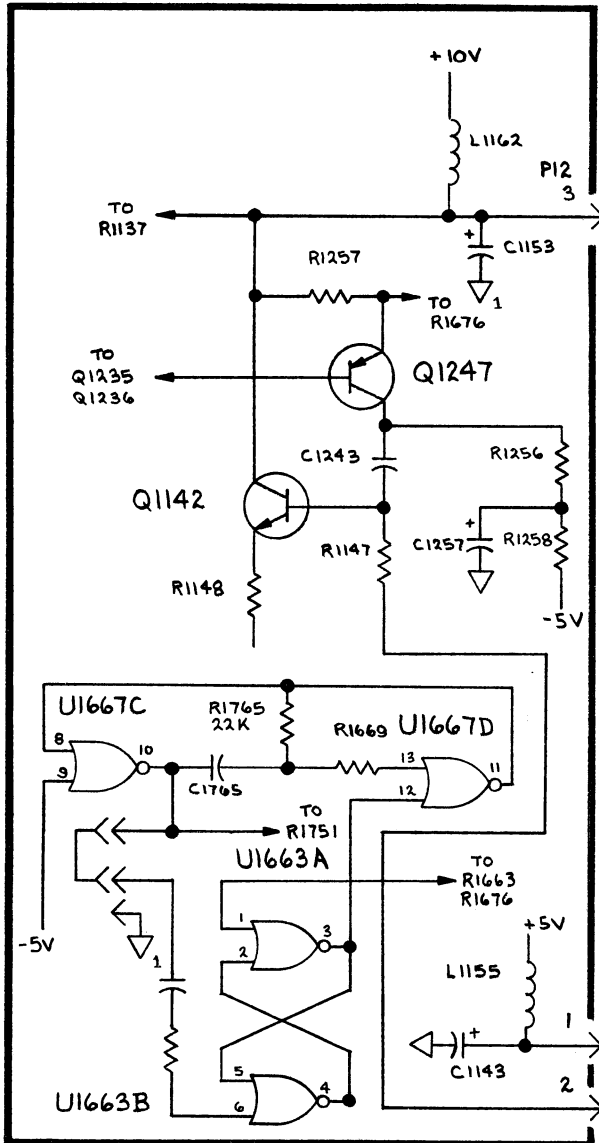 +10V
L1162
P12
3
TO
R1137
+
C1153
1
R1257
TO
R1676
TO
Q1235
Q1236
Q1247
C1243
R1256
Q1142
+
C1257
R1258
R1147
R1148
-5V
U1667C
R1765
22K
R1669
U1667D
8
10
13
11
9
C1765
12
TO
R1751
U1663A
TO
R1663
R1676
1
3
-5V
+5V
2
1
L1155
1
+
C1143
5
4
2
U1663B
6